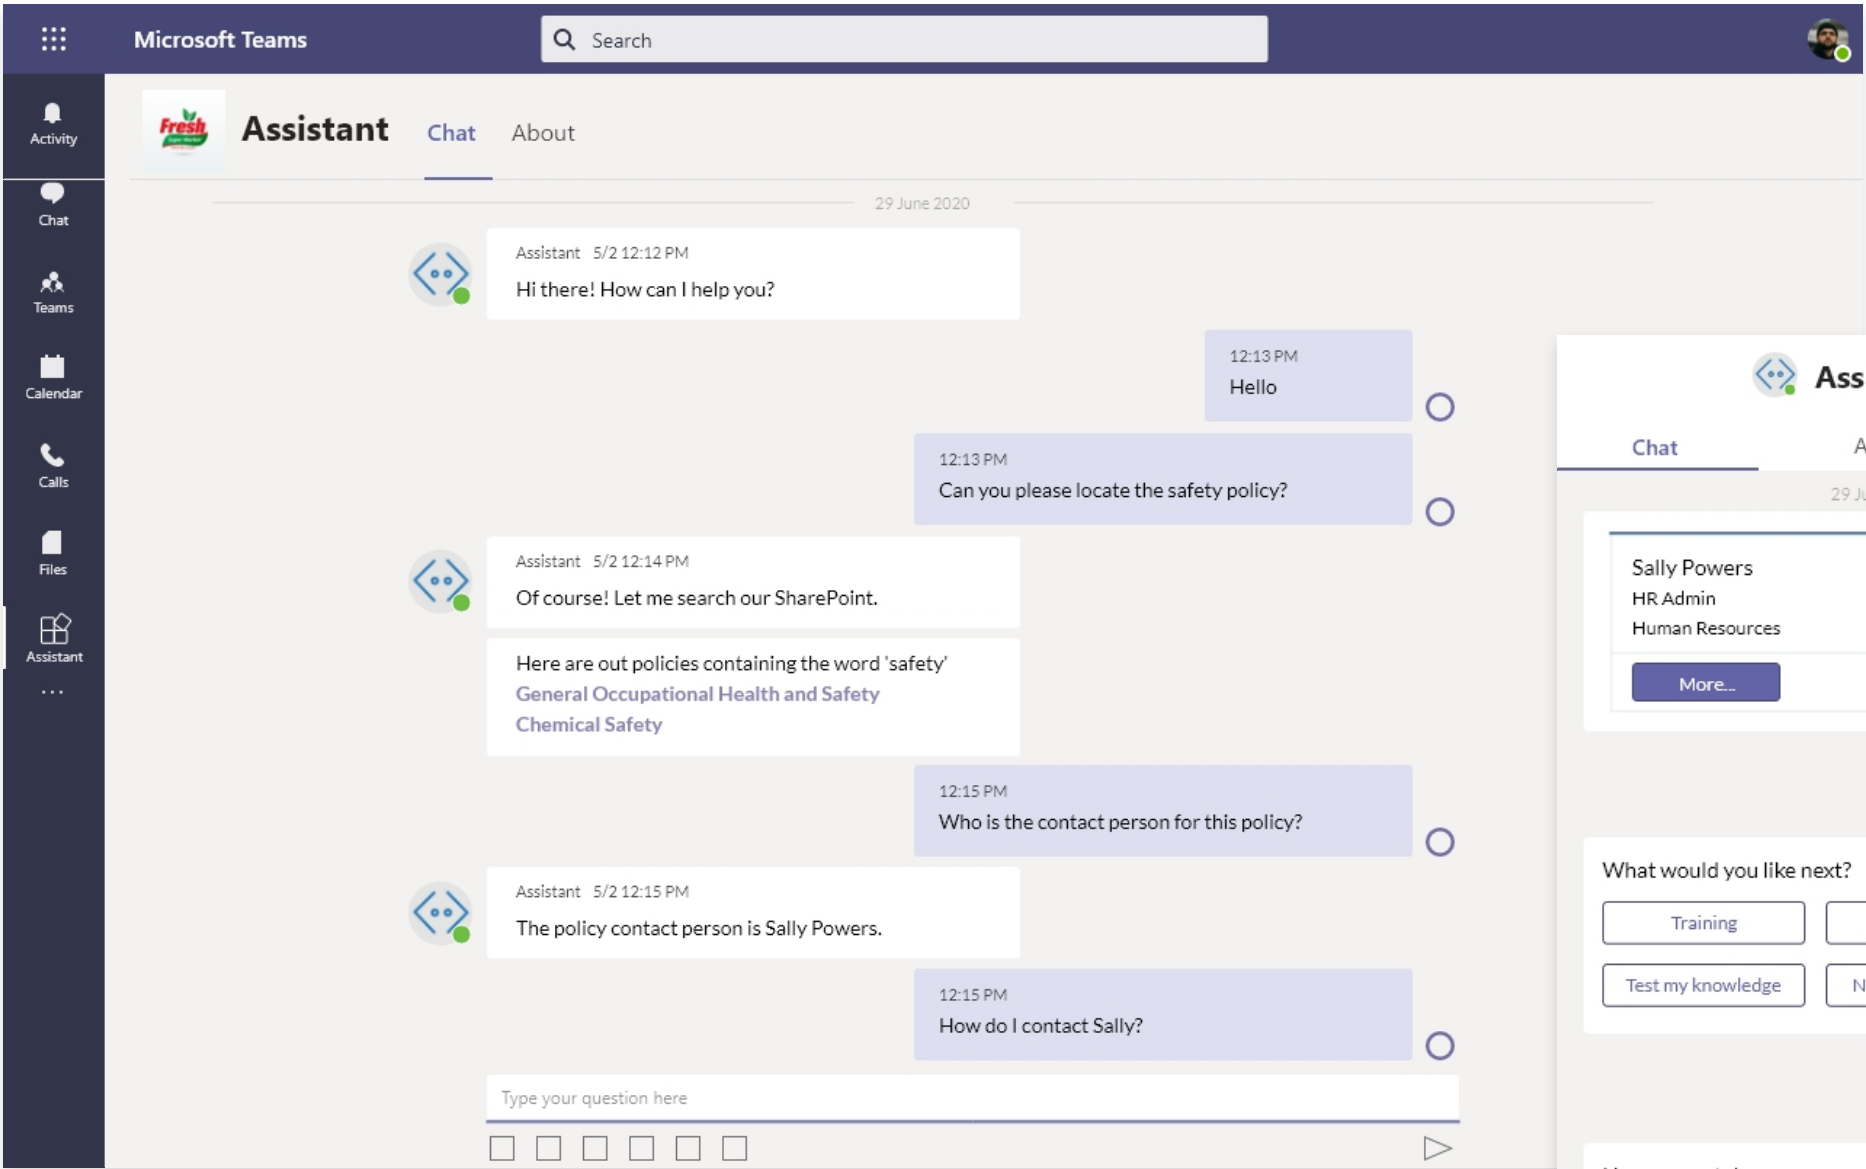 Microsoft Teams
Search
Activity
Chat
Teams
Calendar
Calls
Files
Assistant
...
Fresh
Assistant
Chat
About
29 June 2020
Assistant 5/2 12:12 PM
Hi there! How can I help you?
12:13 PM
Hello
12:13 PM
Can you please locate the safety policy?
Assistant 5/2 12:14 PM
Of course! Let me search our SharePoint.
Here are out policies containing the word 'safety'
General Occupational Health and Safety
Chemical Safety
12:15 PM
Who is the contact person for this policy?
Assistant 5/2 12:15 PM
The policy contact person is Sally Powers.
12:15 PM
How do I contact Sally?
Type your question here
Ass
Chat
A
29 Ju
Sally Powers
HR Admin
Human Resources
More...
What would you like next?
Training
Test my knowledge
N